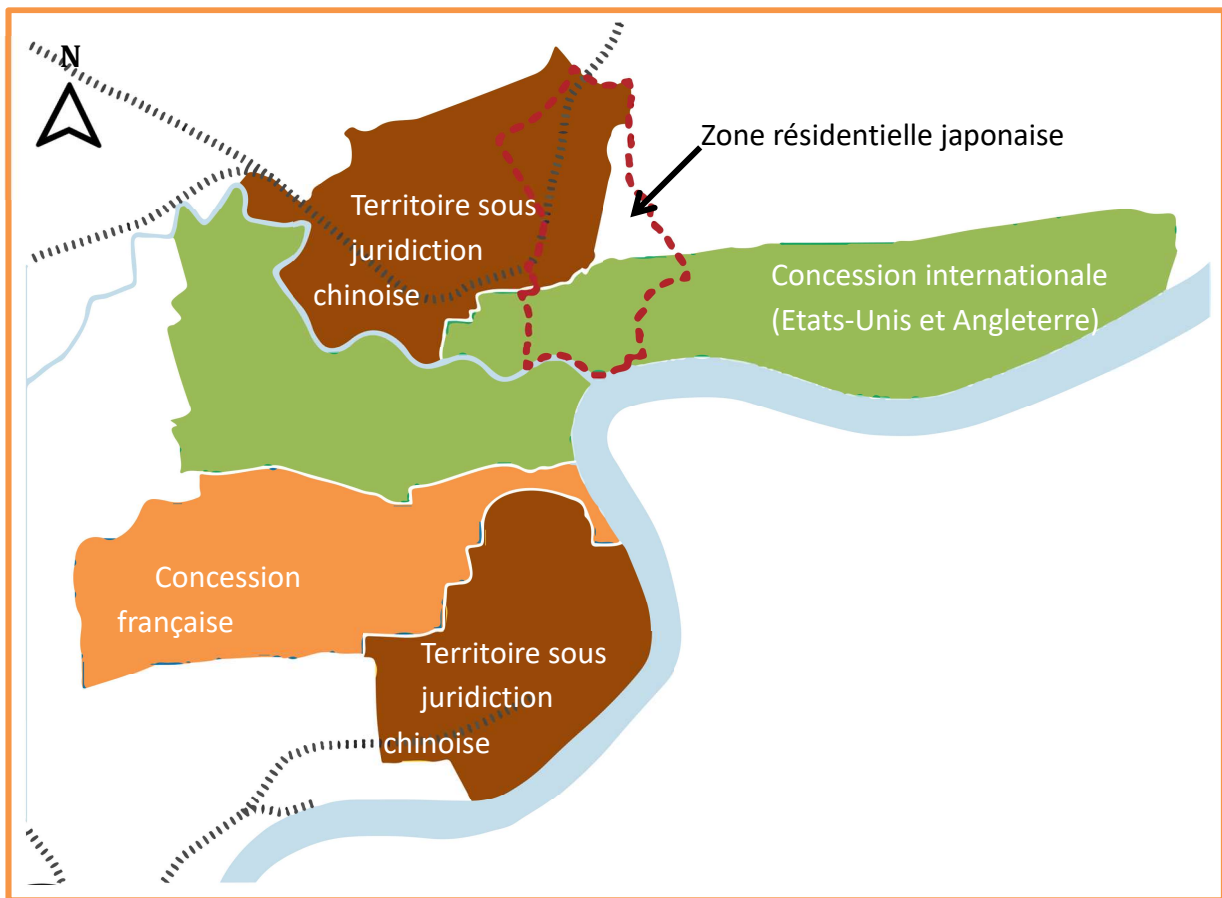 N
Zone résidentielle japonaise
Territoire sous
juridiction
chinoise
Concession internationale
(Etats-Unis et Angleterre)
Concession
française
Territoire sous
juridiction
chinoise